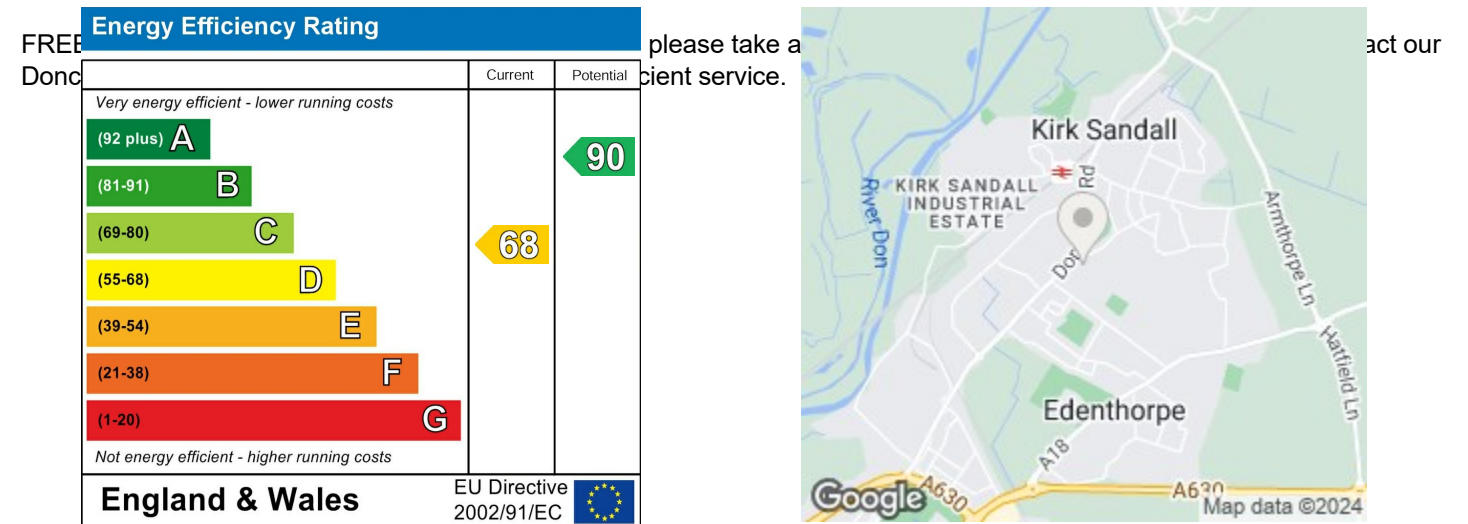 Energy Efficiency Rating
please take a
act our
cient service.
Current Potential
Very energy efficient - lower running costs
(92 plus) A
(81-91) B
(69-80) C
(55-68) D
(39-54) E
(21-38) F
(1-20) G
90
68
Not energy efficient - higher running costs
England & Wales
EU Directive
2002/91/EC
Kirk Sandall
Rd
KIRK SANDALL
INDUSTRIAL
ESTATE
River Don
Armthorpe Ln
Hatfield Ln
Edenthorpe
A18
A630
A630
Google
Map data ©2024